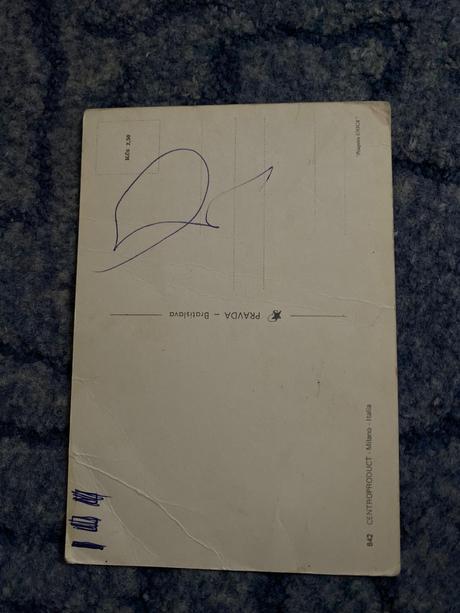 Kčs 2,50
PRAVDA – Bratislava
842 CENTROPRODUCT - Milano - Italia